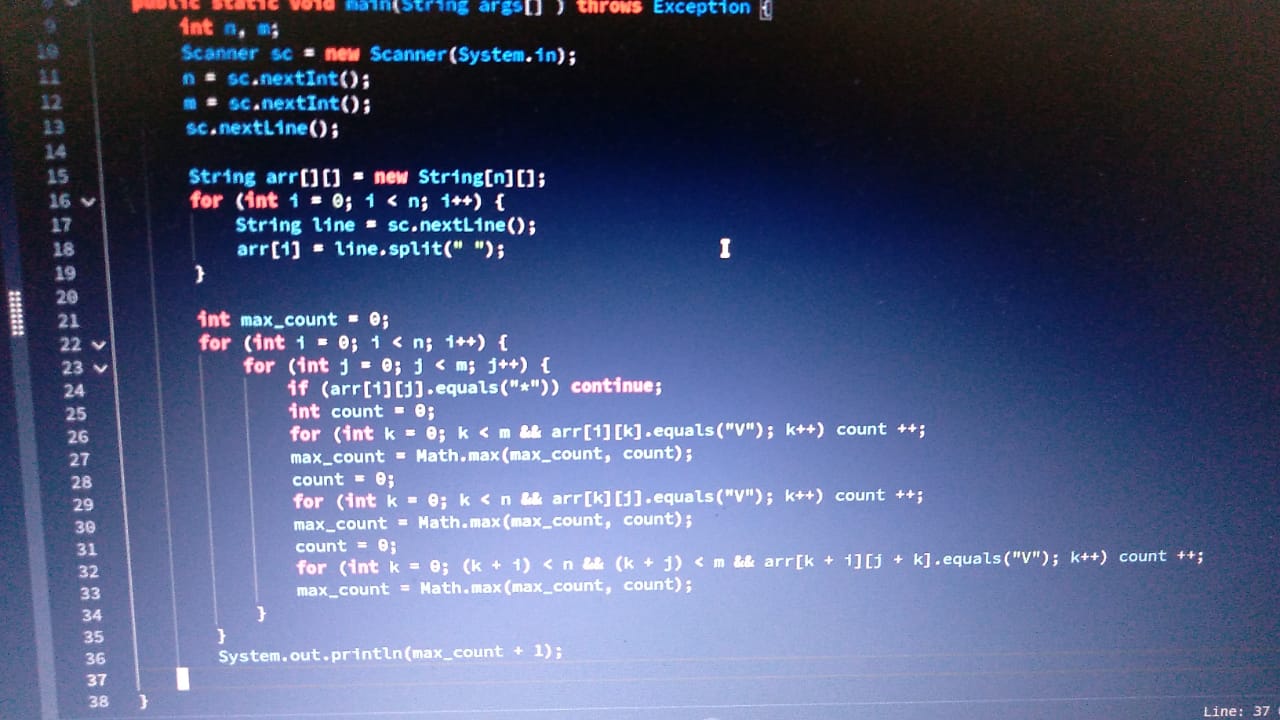 public static void main(String args[] ) throws Exception {
9 int n, m;
10 Scanner sc = new Scanner(System.in);
11 n = sc.nextInt();
12 m = sc.nextInt();
13 sc.nextLine();
14
15 String arr[][] = new String[n][];
16 for (int i = 0; i < n; i++) {
17 String line = sc.nextLine();
18 arr[i] = line.split(" ");
19 }
20
21 int max_count = 0;
22 for (int i = 0; i < n; i++) {
23 for (int j = 0; j < m; j++) {
24 if (arr[i][j].equals("*")) continue;
25 int count = 0;
26 for (int k = 0; k < m && arr[i][k].equals("V"); k++) count ++;
27 max_count = Math.max(max_count, count);
28 count = 0;
29 for (int k = 0; k < n && arr[k][j].equals("V"); k++) count ++;
30 max_count = Math.max(max_count, count);
31 count = 0;
32 for (int k = 0; (k + i) < n && (k + j) < m && arr[k + i][j + k].equals("V"); k++) count ++;
33 max_count = Math.max(max_count, count);
34 }
35 }
36 System.out.println(max_count + 1);
37
38 }
Line: 37